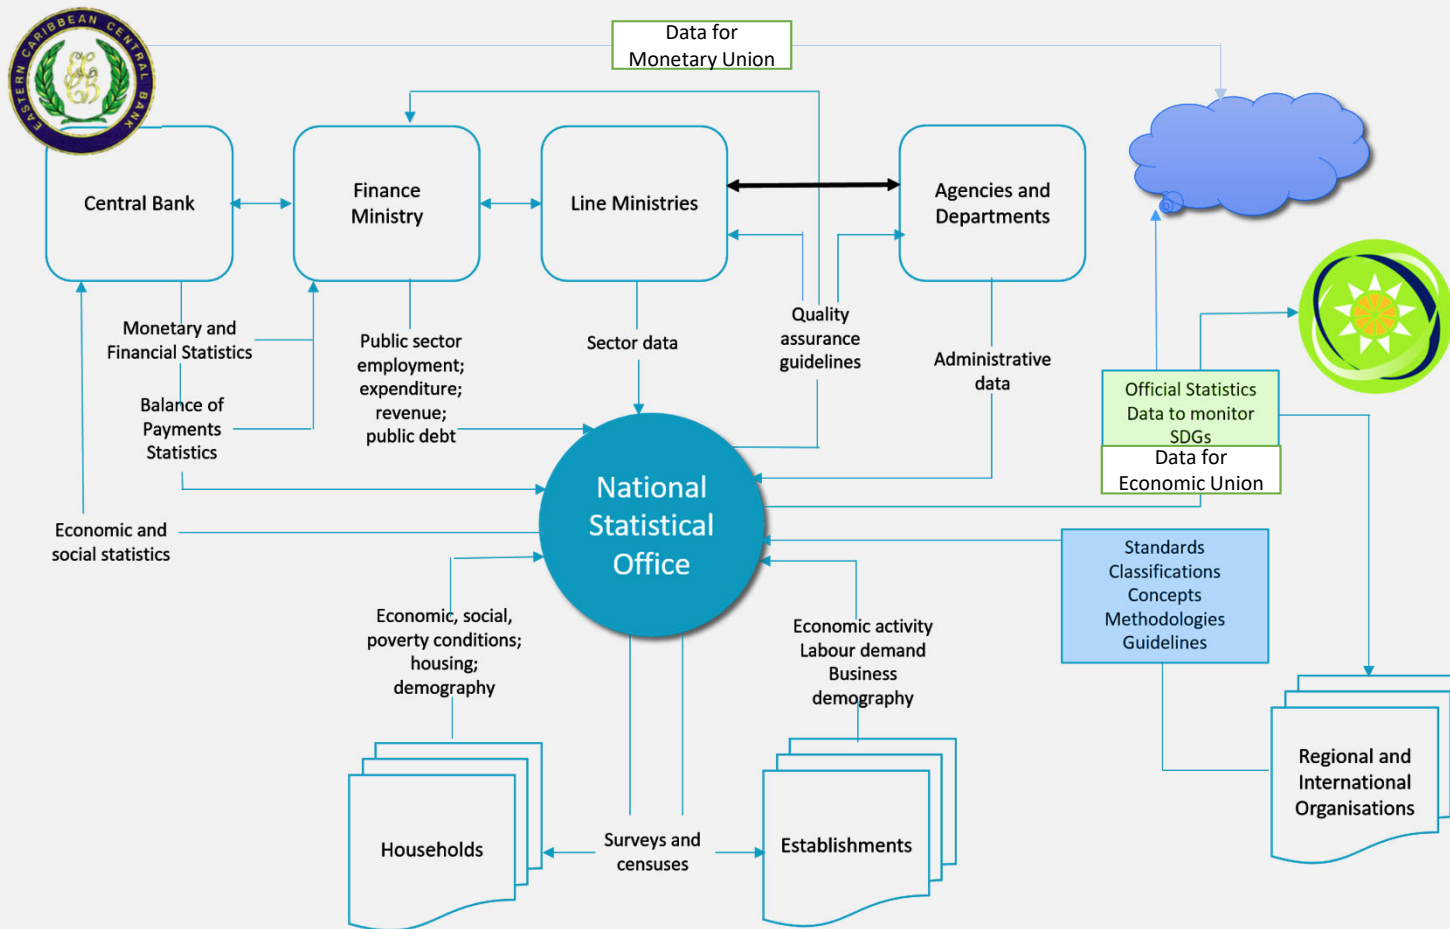 EASTERN CARIBBEAN CENTRAL BANK
Data for
Monetary Union
Central Bank
Finance
Ministry
Line Ministries
Agencies and
Departments
Monetary and
Financial Statistics
Balance of
Payments
Statistics
Public sector
employment;
expenditure;
revenue;
public debt
Sector data
Quality
assurance
guidelines
Administrative
data
Official Statistics
Data to monitor
SDGs
Data for
Economic Union
National
Statistical
Office
Economic and
social statistics
Standards
Classifications
Concepts
Methodologies
Guidelines
Economic, social,
poverty conditions;
housing;
demography
Economic activity
Labour demand
Business
demography
Regional and
International
Organisations
Households
Surveys and
censuses
Establishments